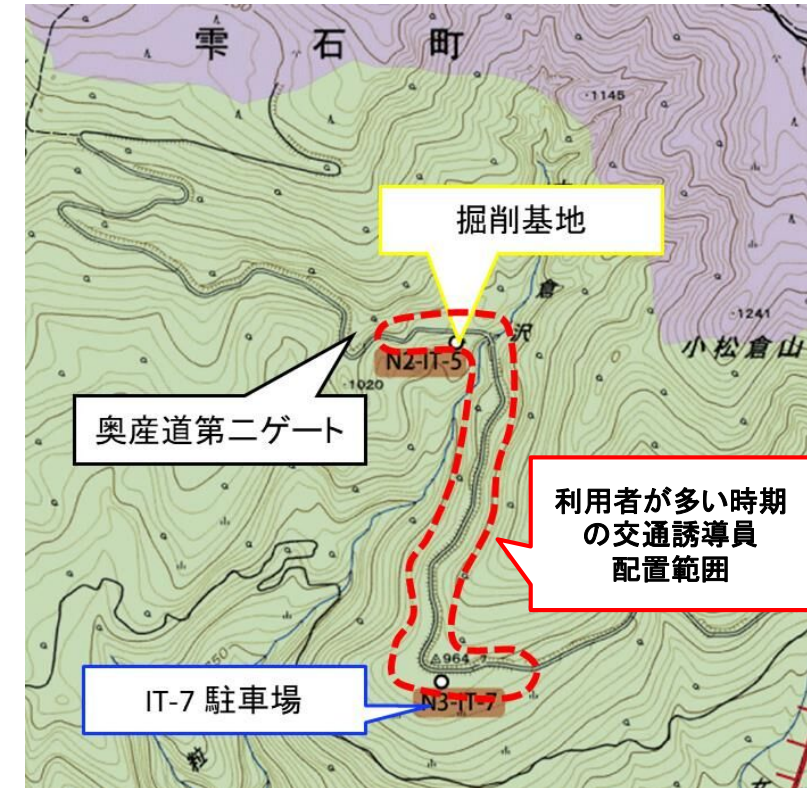 雫石町
・1145
掘削基地
倉
沢
・1241
小松倉山
N2-IT-5
・1020
奥産道第二ゲート
利用者が多い時期
の交通誘導員
配置範囲
△964.7
IT-7 駐車場
N3-IT-7
粒
女